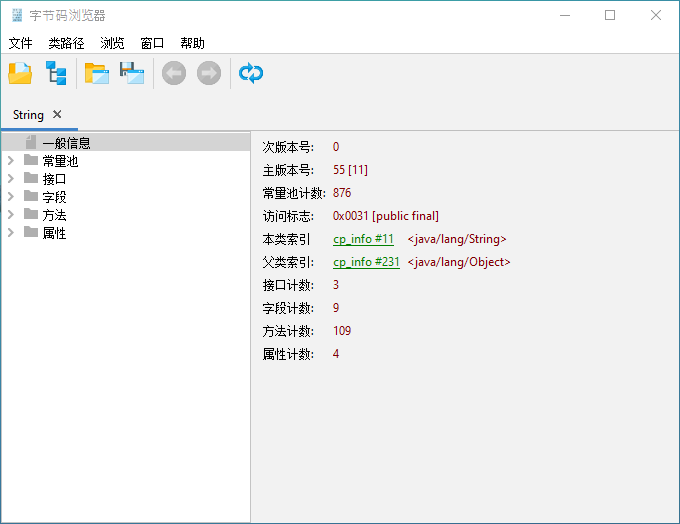 字节码浏览器
文件 类路径 浏览 窗口 帮助
String
一般信息
常量池
接口
字段
方法
属性
次版本号: 0
主版本号: 55 [11]
常量池计数: 876
访问标志: 0x0031 [public final]
本类索引 cp_info #11 <java/lang/String>
父类索引: cp_info #231 <java/lang/Object>
接口计数: 3
字段计数: 9
方法计数: 109
属性计数: 4